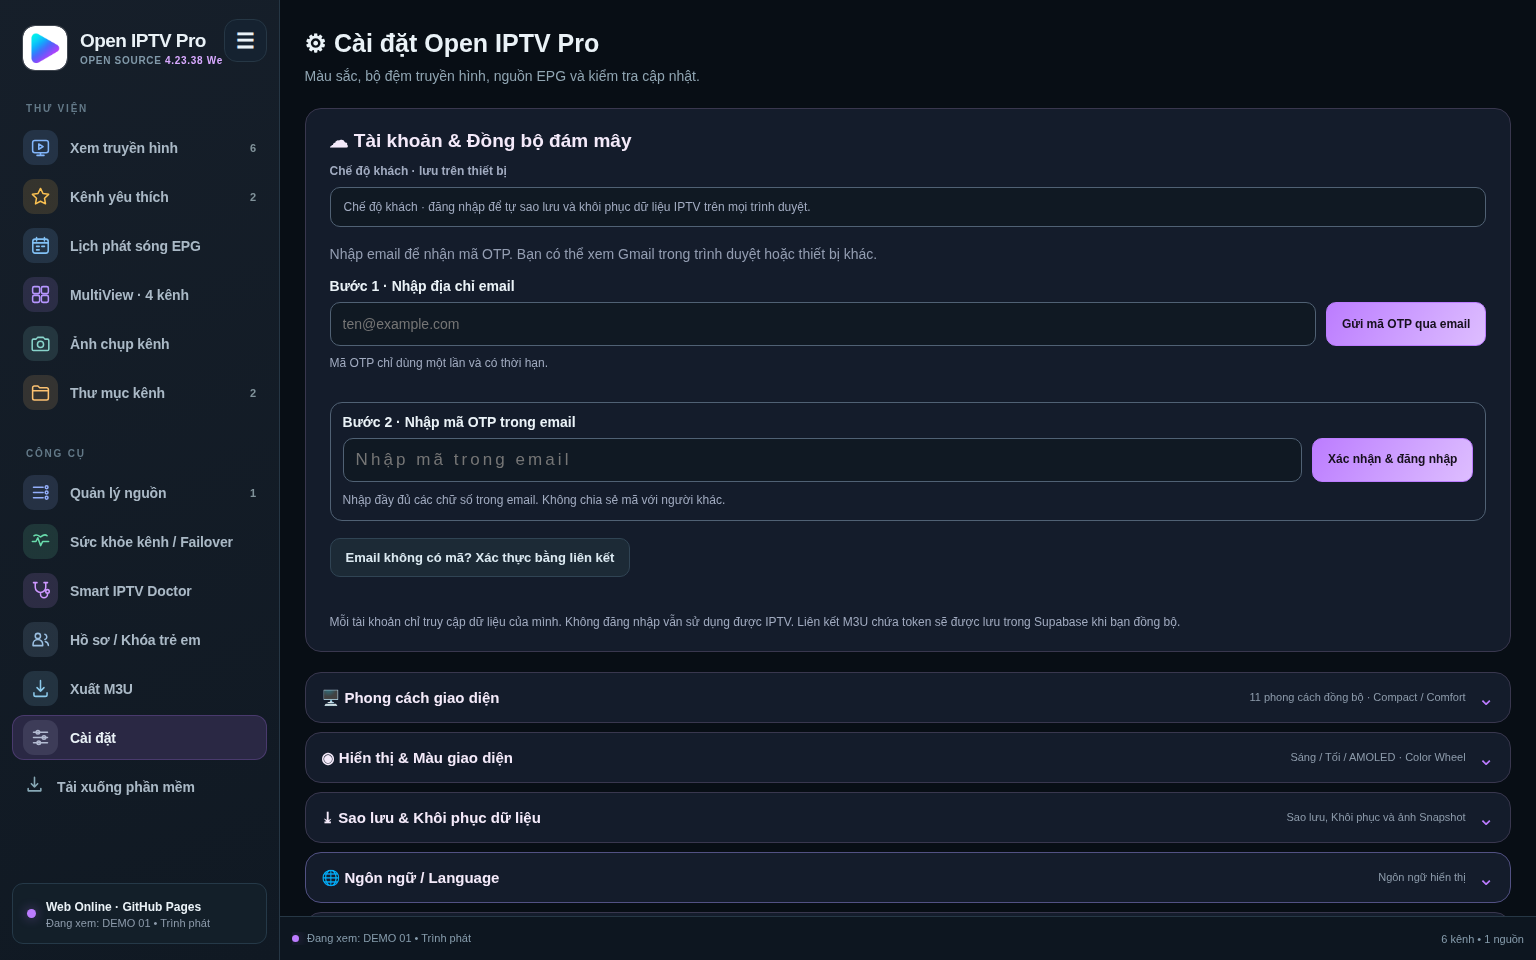 Open IPTV Pro
OPEN SOURCE 4.23.38 We
THƯ VIỆN
Xem truyền hình 6
Kênh yêu thích 2
Lịch phát sóng EPG
MultiView · 4 kênh
Ảnh chụp kênh
Thư mục kênh 2
CÔNG CỤ
Quản lý nguồn 1
Sức khỏe kênh / Failover
Smart IPTV Doctor
Hồ sơ / Khóa trẻ em
Xuất M3U
Cài đặt
Tải xuống phần mềm
Web Online · GitHub Pages
Đang xem: DEMO 01 • Trình phát
⚙ Cài đặt Open IPTV Pro
Màu sắc, bộ đệm truyền hình, nguồn EPG và kiểm tra cập nhật.
☁ Tài khoản & Đồng bộ đám mây
Chế độ khách · lưu trên thiết bị
Chế độ khách · đăng nhập để tự sao lưu và khôi phục dữ liệu IPTV trên mọi trình duyệt.
Nhập email để nhận mã OTP. Bạn có thể xem Gmail trong trình duyệt hoặc thiết bị khác.
Bước 1 · Nhập địa chỉ email
ten@example.com
Gửi mã OTP qua email
Mã OTP chỉ dùng một lần và có thời hạn.
Bước 2 · Nhập mã OTP trong email
Nhập mã trong email
Xác nhận & đăng nhập
Nhập đầy đủ các chữ số trong email. Không chia sẻ mã với người khác.
Email không có mã? Xác thực bằng liên kết
Mỗi tài khoản chỉ truy cập dữ liệu của mình. Không đăng nhập vẫn sử dụng được IPTV. Liên kết M3U chứa token sẽ được lưu trong Supabase khi bạn đồng bộ.
🖥️ Phong cách giao diện 11 phong cách đồng bộ · Compact / Comfort
◉ Hiển thị & Màu giao diện Sáng / Tối / AMOLED · Color Wheel
⤓ Sao lưu & Khôi phục dữ liệu Sao lưu, Khôi phục và ảnh Snapshot
🌐 Ngôn ngữ / Language Ngôn ngữ hiển thị
Đang xem: DEMO 01 • Trình phát
6 kênh • 1 nguồn